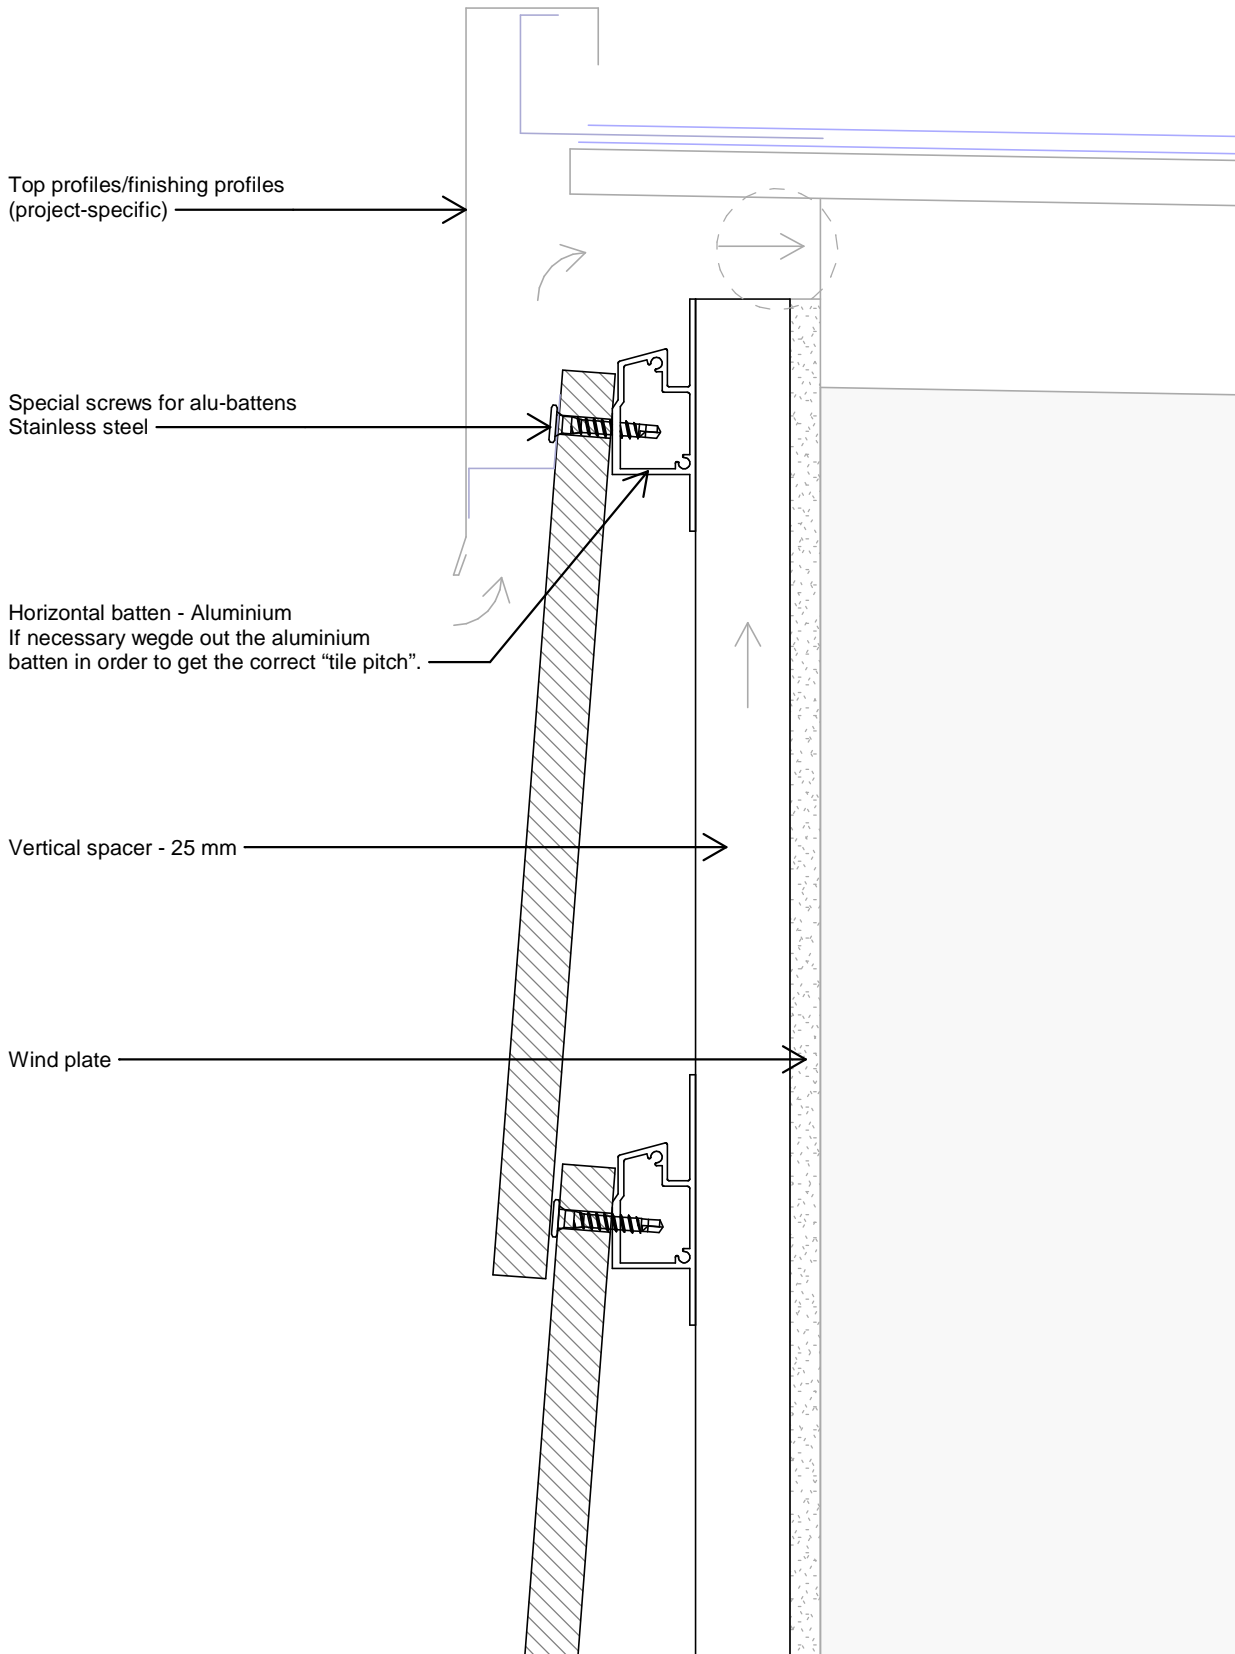 Top profiles/finishing profiles
(project-specific)
Special screws for alu-battens
Stainless steel
Horizontal batten - Aluminium
If necessary wegde out the aluminium
batten in order to get the correct “tile pitch”.
Vertical spacer - 25 mm
Wind plate